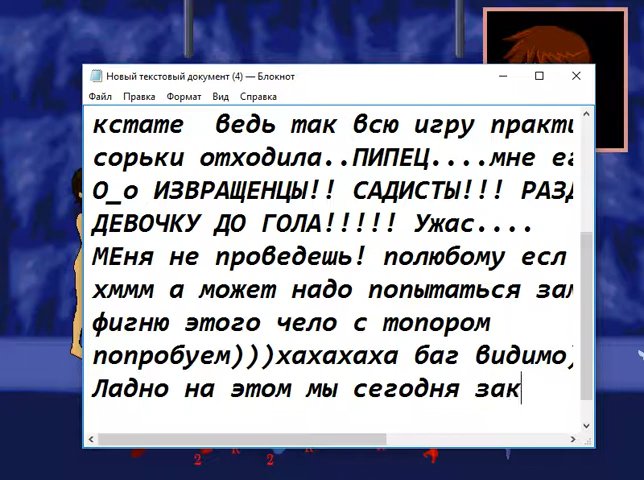 Новый текстовый документ (4) — Блокнот
Файл Правка Формат Вид Справка
кстате ведь так всю игру практи
сорьки отходила..ПИПЕЦ....мне ег
О_о ИЗВРАЩЕНЦЫ!! САДИСТЫ!!! РАЗД
ДЕВОЧКУ ДО ГОЛА!!!!! Ужас....
МЕня не проведешь! полюбому есл
хммм а может надо попытаться зам
фигню этого чело с топором
попробуем)))хахахаха баг видимо)
Ладно на этом мы сегодня зак